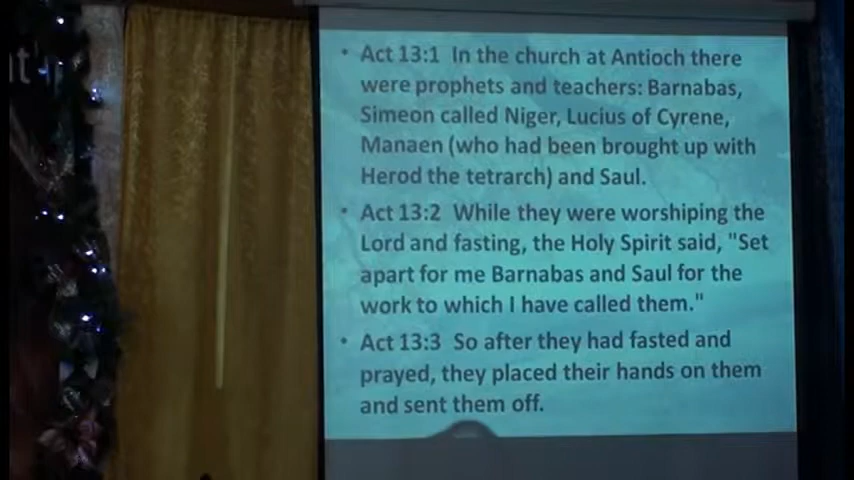 t
• Act 13:1 In the church at Antioch there
were prophets and teachers: Barnabas,
Simeon called Niger, Lucius of Cyrene,
Manaen (who had been brought up with
Herod the tetrarch) and Saul.
• Act 13:2 While they were worshiping the
Lord and fasting, the Holy Spirit said, "Set
apart for me Barnabas and Saul for the
work to which I have called them."
• Act 13:3 So after they had fasted and
prayed, they placed their hands on them
and sent them off.